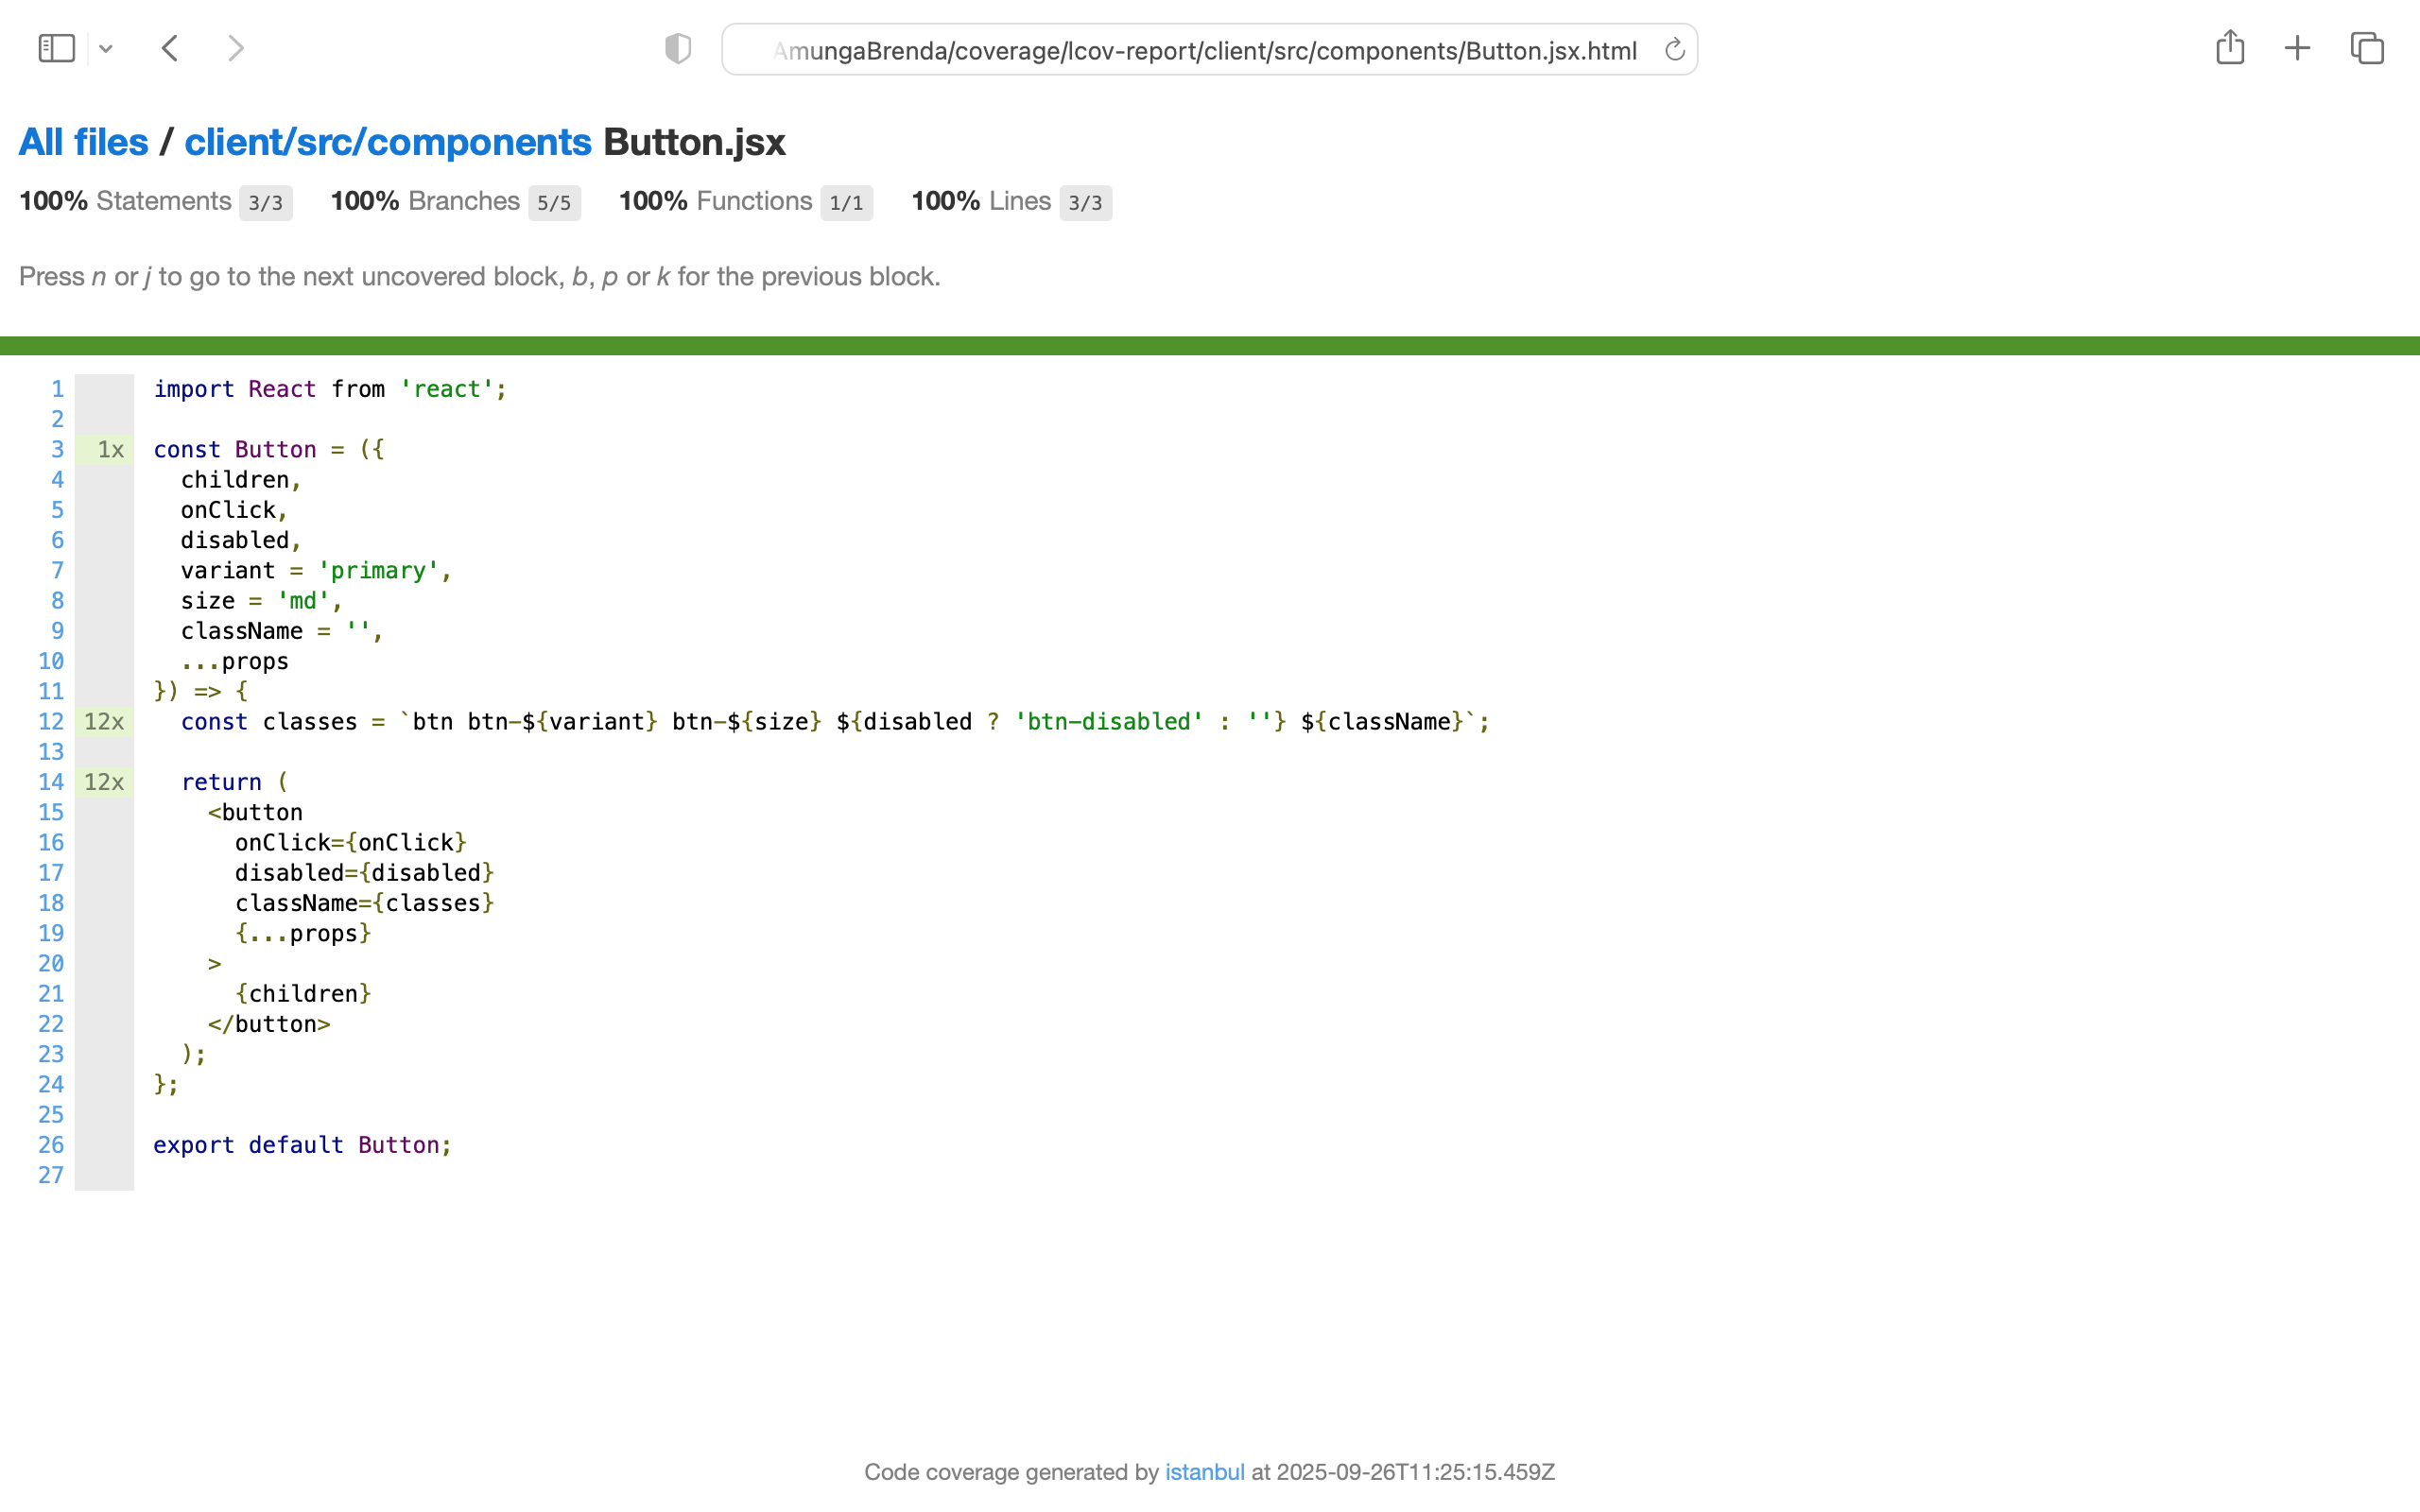 AmungaBrenda/coverage/lcov-report/client/src/components/Button.jsx.html
All files / client/src/components Button.jsx
100% Statements 3/3 100% Branches 5/5 100% Functions 1/1 100% Lines 3/3
Press n or j to go to the next uncovered block, b, p or k for the previous block.
1 import React from 'react';
2
3 1x const Button = ({
4 children,
5 onClick,
6 disabled,
7 variant = 'primary',
8 size = 'md',
9 className = '',
10 ...props
11 }) => {
12 12x const classes = `btn btn-${variant} btn-${size} ${disabled ? 'btn-disabled' : ''} ${className}`;
13
14 12x return (
15 <button
16 onClick={onClick}
17 disabled={disabled}
18 className={classes}
19 {...props}
20 >
21 {children}
22 </button>
23 );
24 };
25
26 export default Button;
27
Code coverage generated by istanbul at 2025-09-26T11:25:15.459Z